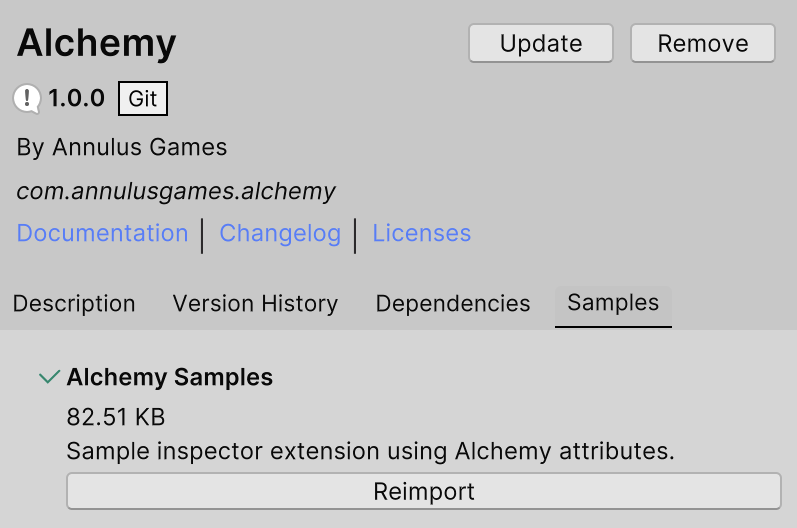 Alchemy Update Remove
1.0.0 Git
By Annulus Games
com.annulusgames.alchemy
Documentation | Changelog | Licenses
Description Version History Dependencies Samples
Alchemy Samples
82.51 KB
Sample inspector extension using Alchemy attributes.
Reimport